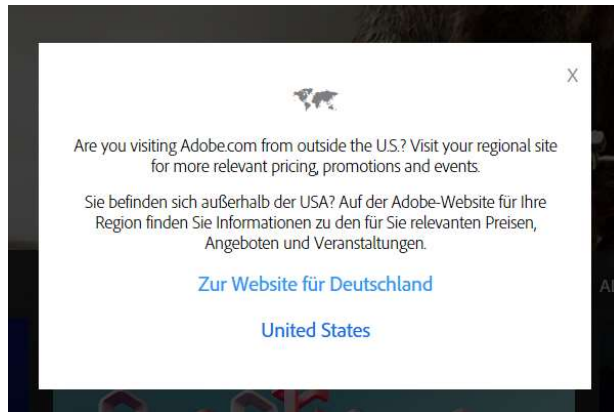 X
Are you visiting Adobe.com from outside the U.S.? Visit your regional site
for more relevant pricing, promotions and events.
Sie befinden sich außerhalb der USA? Auf der Adobe-Website für Ihre
Region finden Sie Informationen zu den für Sie relevanten Preisen,
Angeboten und Veranstaltungen.
Zur Website für Deutschland
United States